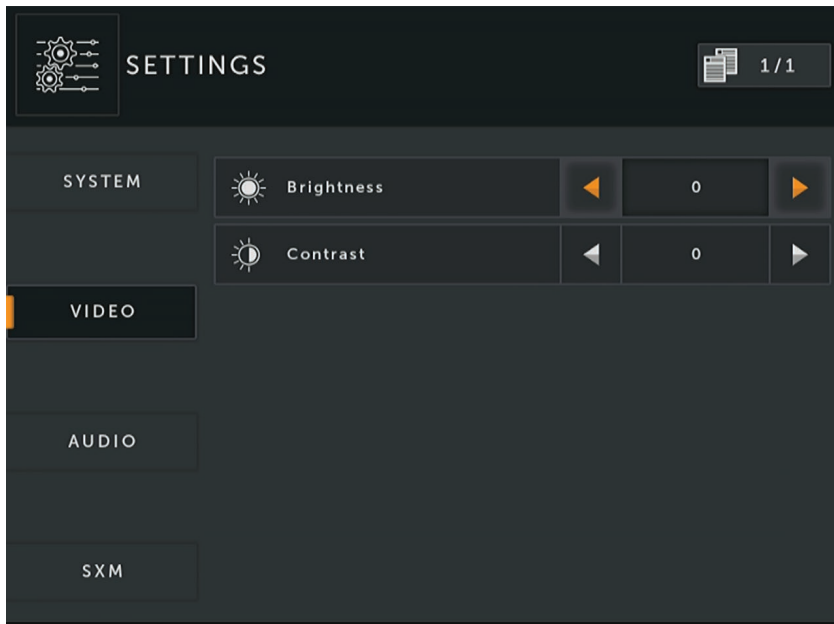 SETTINGS
1/1
SYSTEM
Brightness
0
Contrast
0
VIDEO
AUDIO
SXM